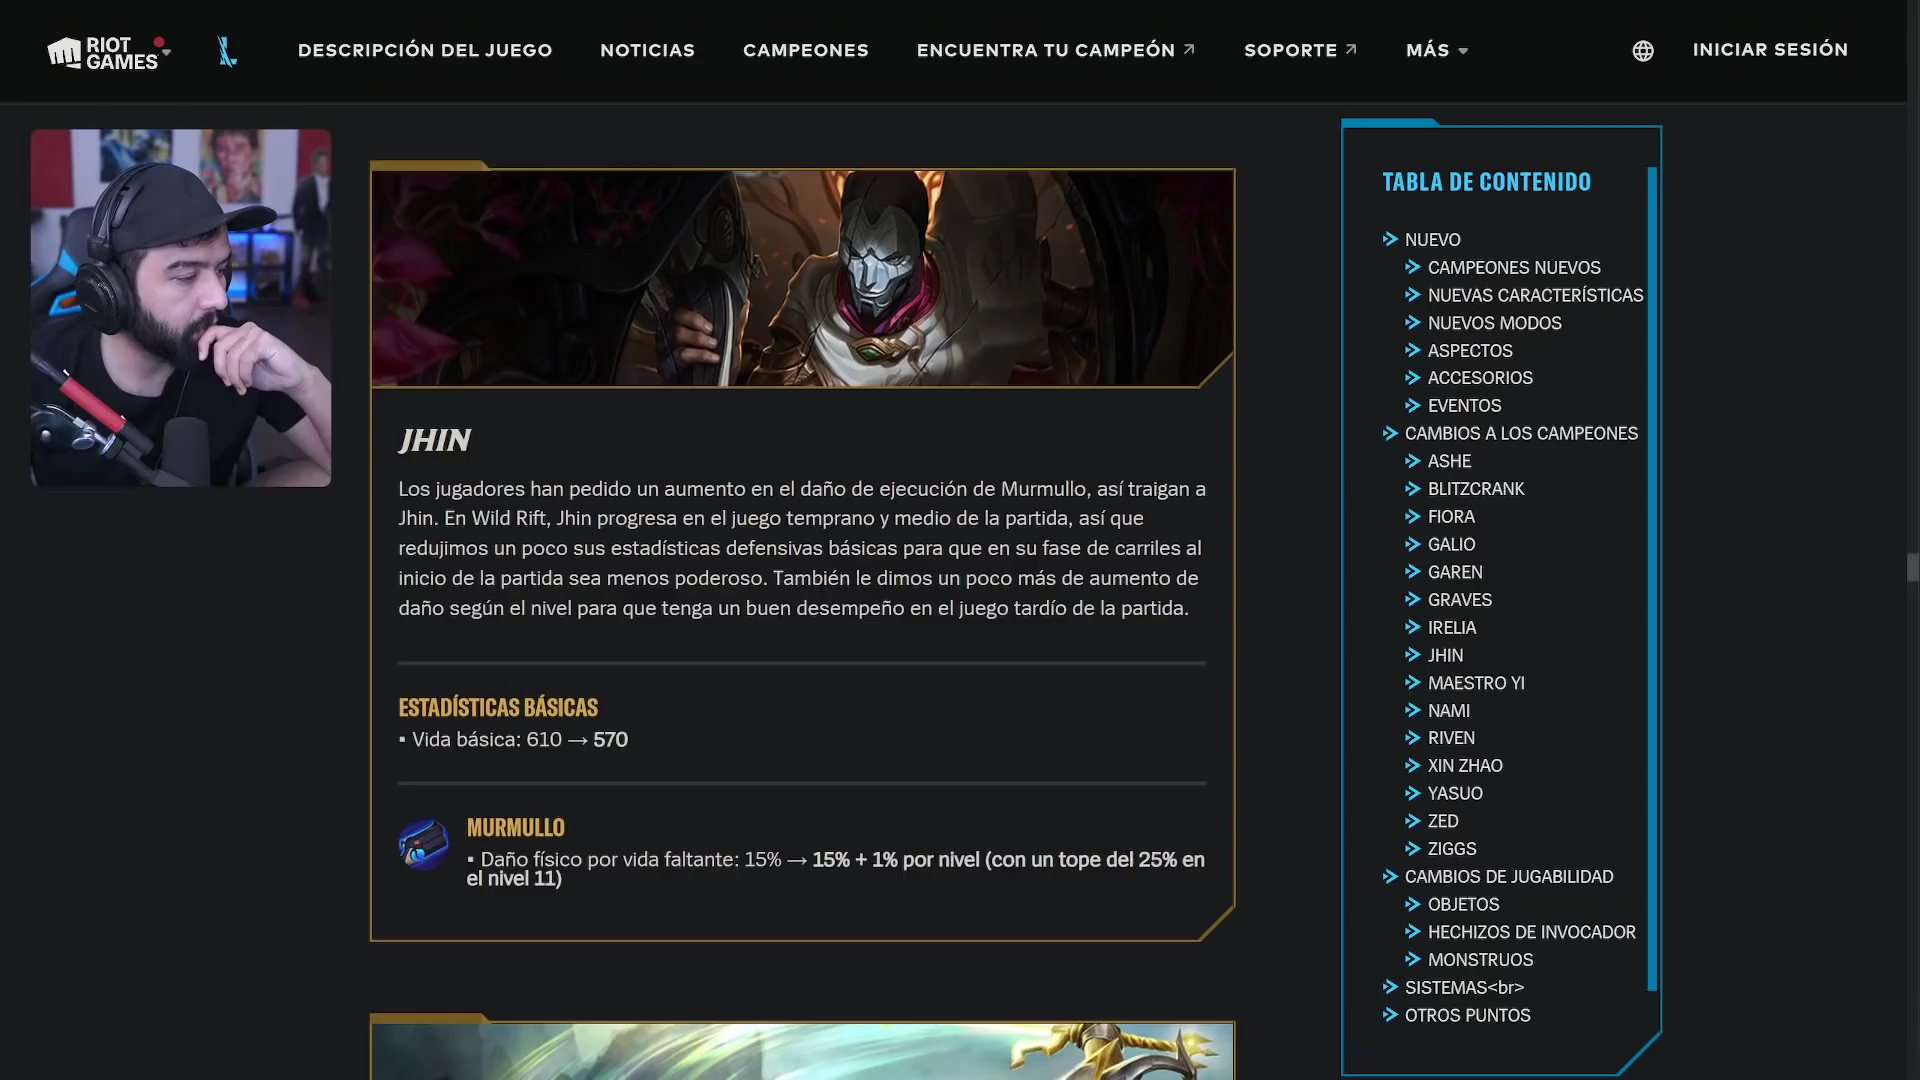 RIOT
GAMES
DESCRIPCIÓN DEL JUEGO
NOTICIAS
CAMPEONES
ENCUENTRA TU CAMPEÓN
SOPORTE
MÁS
INICIAR SESIÓN
JHIN
Los jugadores han pedido un aumento en el daño de ejecución de Murmullo, así traigan a
Jhin. En Wild Rift, Jhin progresa en el juego temprano y medio de la partida, así que
redujimos un poco sus estadísticas defensivas básicas para que en su fase de carriles al
inicio de la partida sea menos poderoso. También le dimos un poco más de aumento de
daño según el nivel para que tenga un buen desempeño en el juego tardío de la partida.
ESTADÍSTICAS BÁSICAS
▪ Vida básica: 610 → 570
MURMULLO
▪ Daño físico por vida faltante: 15% → 15% + 1% por nivel (con un tope del 25% en
el nivel 11)
TABLA DE CONTENIDO
NUEVO
CAMPEONES NUEVOS
NUEVAS CARACTERÍSTICAS
NUEVOS MODOS
ASPECTOS
ACCESORIOS
EVENTOS
CAMBIOS A LOS CAMPEONES
ASHE
BLITZCRANK
FIORA
GALIO
GAREN
GRAVES
IRELIA
JHIN
MAESTRO YI
NAMI
RIVEN
XIN ZHAO
YASUO
ZED
ZIGGS
CAMBIOS DE JUGABILIDAD
OBJETOS
HECHIZOS DE INVOCADOR
MONSTRUOS
SISTEMAS<br>
OTROS PUNTOS